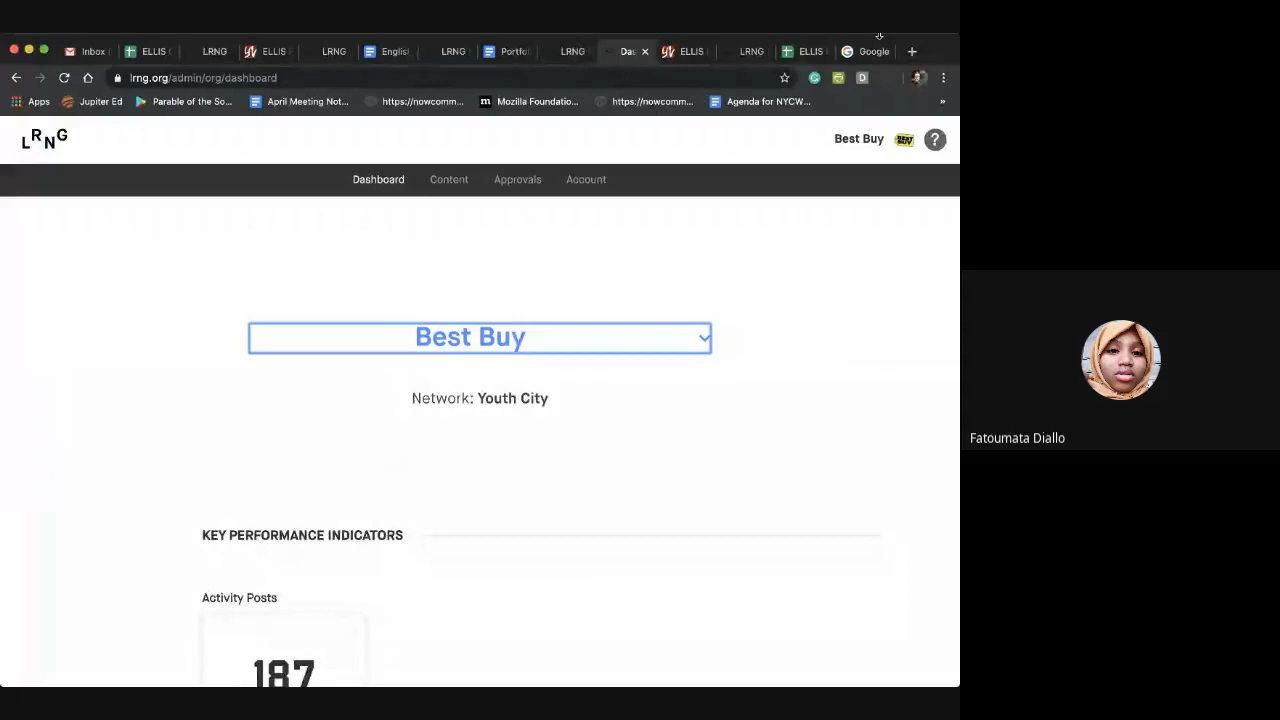 Inbox ELLIS LRNG ELLIS LRNG English LRNG Portfo LRNG Das ELLIS LRNG ELLIS Google
lrng.org/admin/org/dashboard
Apps Jupiter Ed Parable of the So... April Meeting Not... https://nowcomm... Mozilla Foundatio... https://nowcomm... Agenda for NYCW...
LRNG
Best Buy
Dashboard Content Approvals Account
Best Buy
Network: Youth City
KEY PERFORMANCE INDICATORS
Activity Posts
187
Fatoumata Diallo